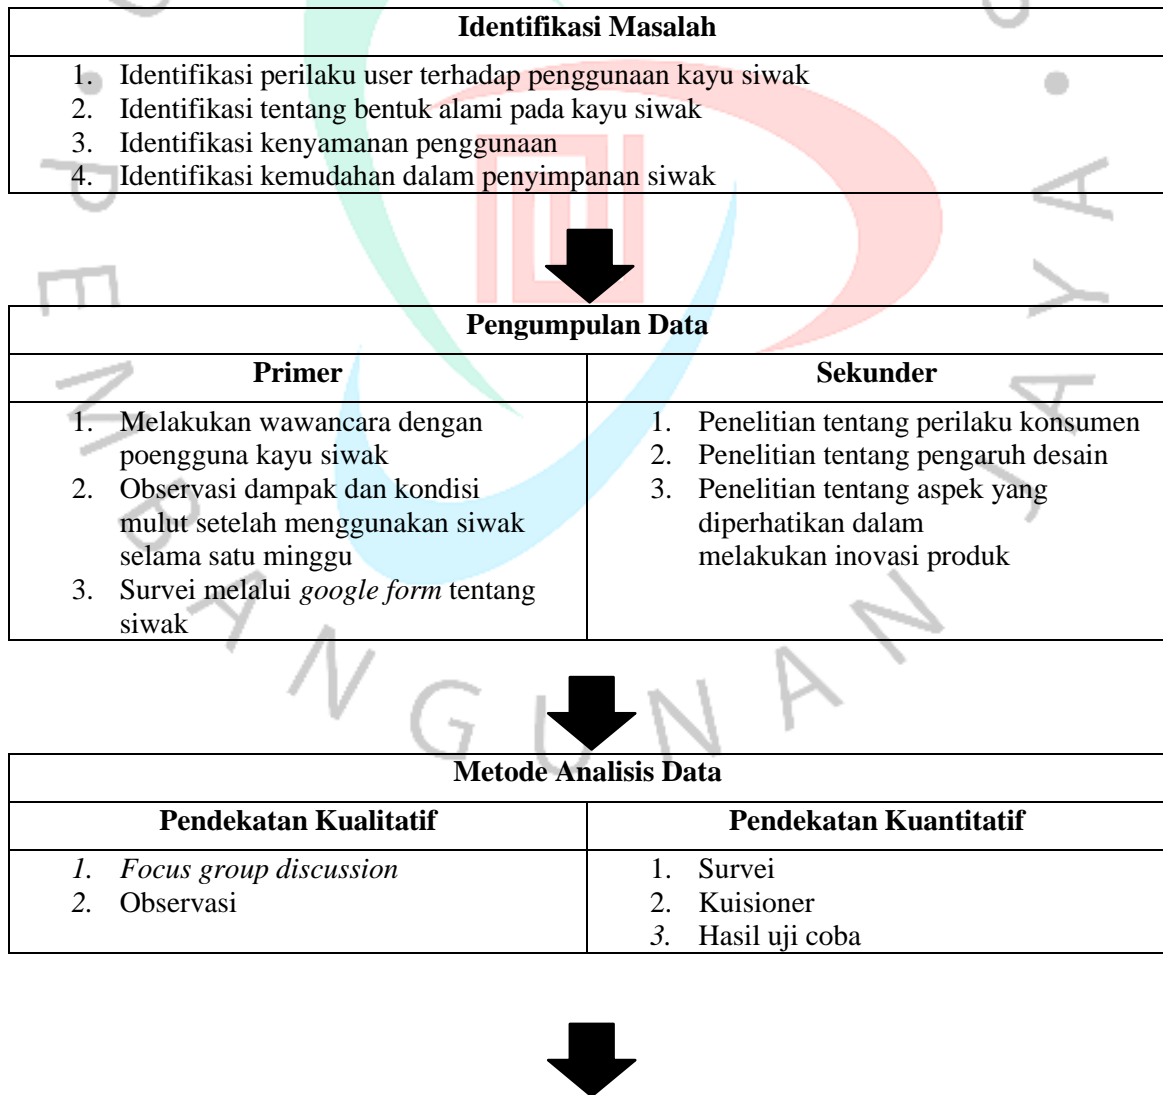 Identifikasi Masalah
1. Identifikasi perilaku user terhadap penggunaan kayu siwak
2. Identifikasi tentang bentuk alami pada kayu siwak
3. Identifikasi kenyamanan penggunaan
4. Identifikasi kemudahan dalam penyimpanan siwak
Pengumpulan Data
Primer
1. Melakukan wawancara dengan
poengguna kayu siwak
2. Observasi dampak dan kondisi
mulut setelah menggunakan siwak
selama satu minggu
3. Survei melalui google form tentang
siwak
Sekunder
1. Penelitian tentang perilaku konsumen
2. Penelitian tentang pengaruh desain
3. Penelitian tentang aspek yang
diperhatikan dalam
melakukan inovasi produk
Metode Analisis Data
Pendekatan Kualitatif
1. Focus group discussion
2. Observasi
Pendekatan Kuantitatif
1. Survei
2. Kuisioner
3. Hasil uji coba
PEMBANGUNAN JAYA